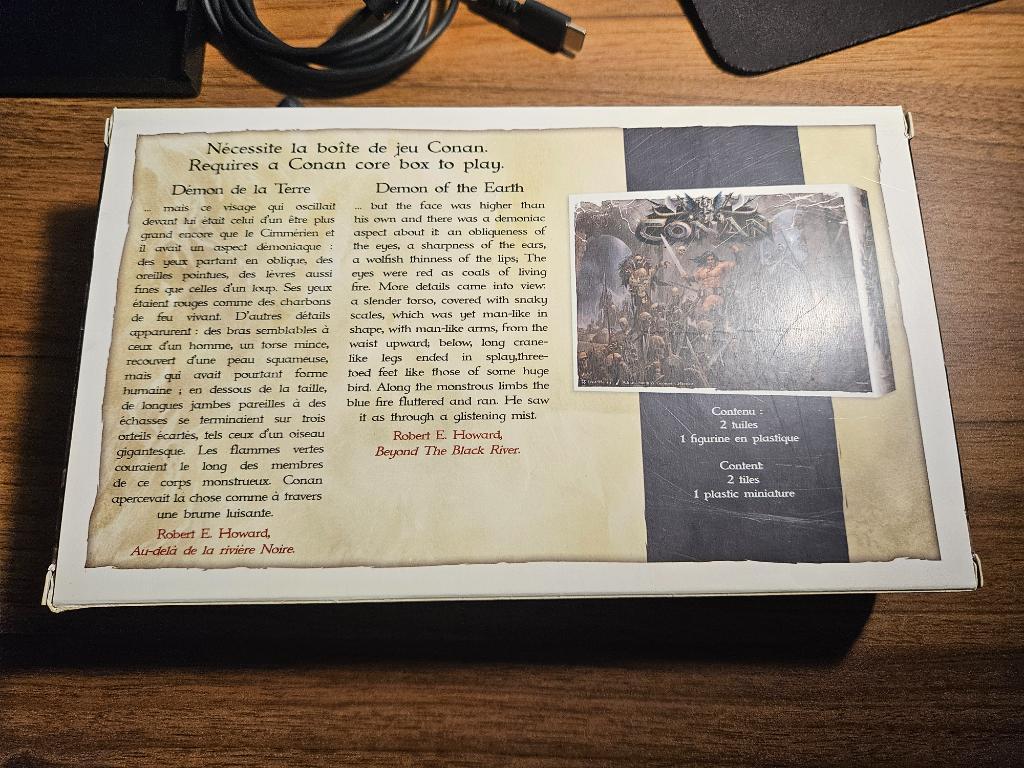 Nécessite la boîte de jeu Conan.
Requires a Conan core box to play.
Démon de la Terre
... mais ce visage qui oscillait
devant lui était celui d'un être plus
grand encore que le Cimmérien et
il avait un aspect démoniaque :
des yeux partant en oblique, des
oreilles pointues, des lèvres aussi
fines que celles d'un loup. Ses yeux
étaient rouges comme des charbons
de feu vivant. D'autres détails
apparurent : des bras semblables à
ceux d'un homme, un torse mince,
recouvert d'une peau squameuse,
mais qui avait pourtant forme
humaine ; en dessous de la taille,
de longues jambes pareilles à des
échasses se terminaient sur trois
orteils écartés, tels ceux d'un oiseau
gigantesque. Les flammes vertes
couraient le long des membres
de ce corps monstrueux. Conan
apercevait la chose comme à travers
une brume luisante.
Robert E. Howard,
Au-delà de la rivière Noire.
Demon of the Earth
... but the face was higher than
his own and there was a demoniac
aspect about it: an obliqueness of
the eyes, a sharpness of the ears,
a wolfish thinness of the lips; The
eyes were red as coals of living
fire. More details came into view:
a slender torso, covered with snaky
scales, which was yet man-like in
shape, with man-like arms, from the
waist upward; below, long crane-
like legs ended in splay,three-
toed feet like those of some huge
bird. Along the monstrous limbs the
blue fire fluttered and ran. He saw
it as through a glistening mist.
Robert E. Howard,
Beyond The Black River.
CONAN
Contenu :
2 tuiles
1 figurine en plastique
Content:
2 tiles
1 plastic miniature